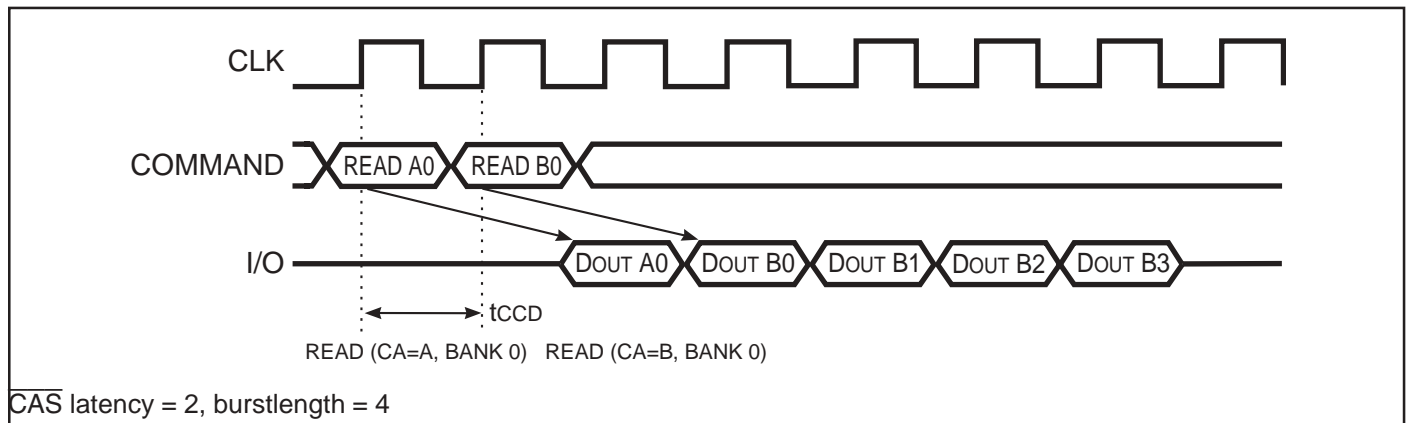 CLK
COMMAND READ A0 READ B0
I/O DOUT A0 DOUT B0 DOUT B1 DOUT B2 DOUT B3
tCCD
READ (CA=A, BANK 0) READ (CA=B, BANK 0)
CAS latency = 2, burstlength = 4